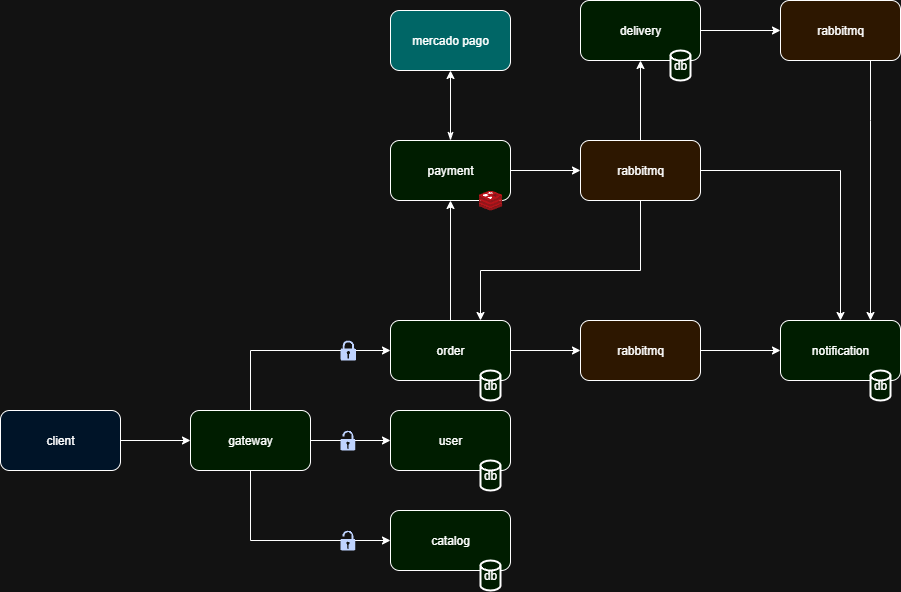 mercado pago
delivery
db
rabbitmq
payment
rabbitmq
order
db
rabbitmq
notification
db
client
gateway
user
db
catalog
db